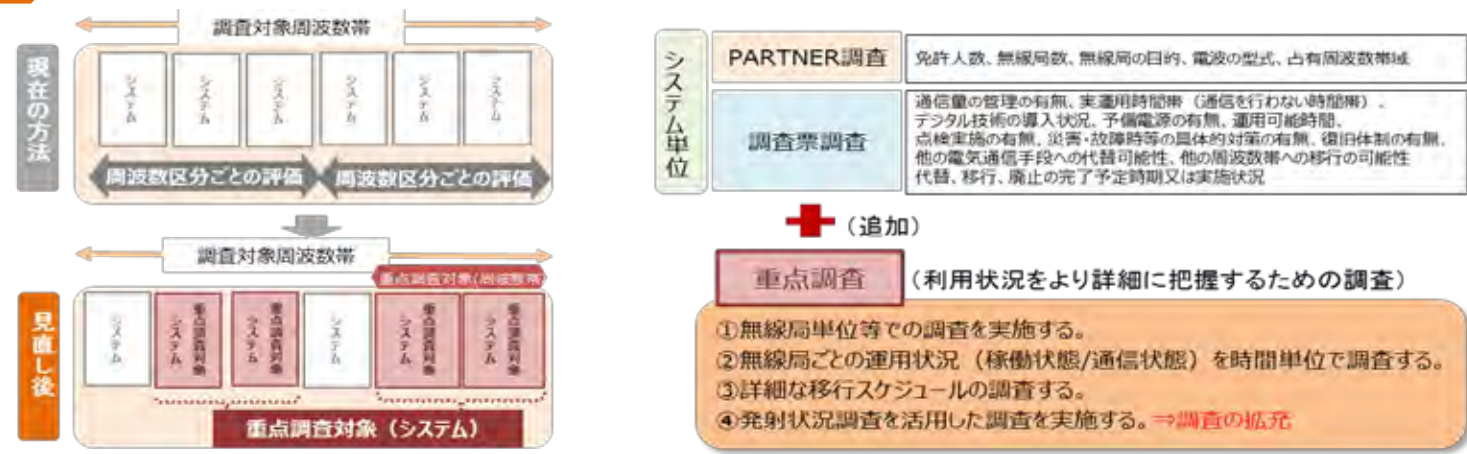 調査対象周波数帯
現在の方法
システム
システム
システム
システム
システム
システム
周波数区分ごとの評価
周波数区分ごとの評価
調査対象周波数帯
重点調査対象(周波数帯
見直し後
システム
重点調査対象
システム
重点調査対象
システム
システム
重点調査対象
システム
重点調査対象
システム
重点調査対象（システム）
システム単位
PARTNER調査
免許人数、無線局数、無線局の目的、電波の型式、占有周波数帯域
調査票調査
通信量の管理の有無、実運用時間帯（通信を行わない時間帯）、
デジタル技術の導入状況、予備電源の有無、運用可能時間、
点検実施の有無、災害・故障時等の具体的対策の有無、復旧体制の有無、
他の電気通信手段への代替可能性、他の周波数帯への移行の可能性
代替、移行、廃止の完了予定時期又は実施状況
（追加）
重点調査
（利用状況をより詳細に把握するための調査）
①無線局単位等での調査を実施する。
②無線局ごとの運用状況（稼働状態/通信状態）を時間単位で調査する。
③詳細な移行スケジュールの調査する。
④発射状況調査を活用した調査を実施する。⇒調査の拡充